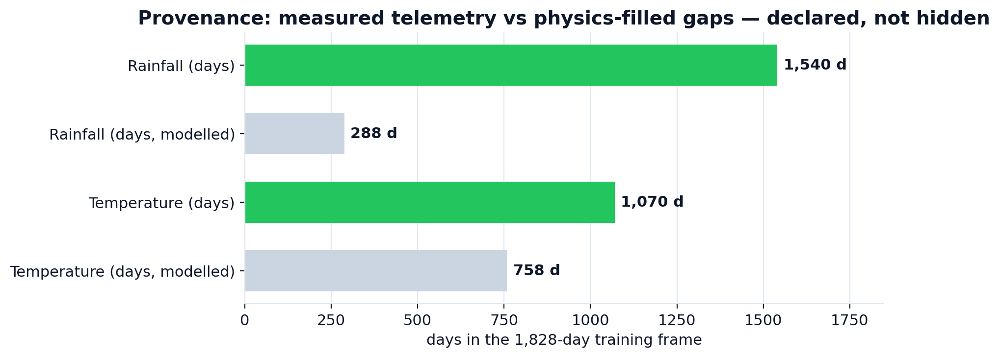 Provenance: measured telemetry vs physics-filled gaps — declared, not hidden
Rainfall (days)
1,540 d
Rainfall (days, modelled)
288 d
Temperature (days)
1,070 d
Temperature (days, modelled)
758 d
0 250 500 750 1000 1250 1500 1750
days in the 1,828-day training frame